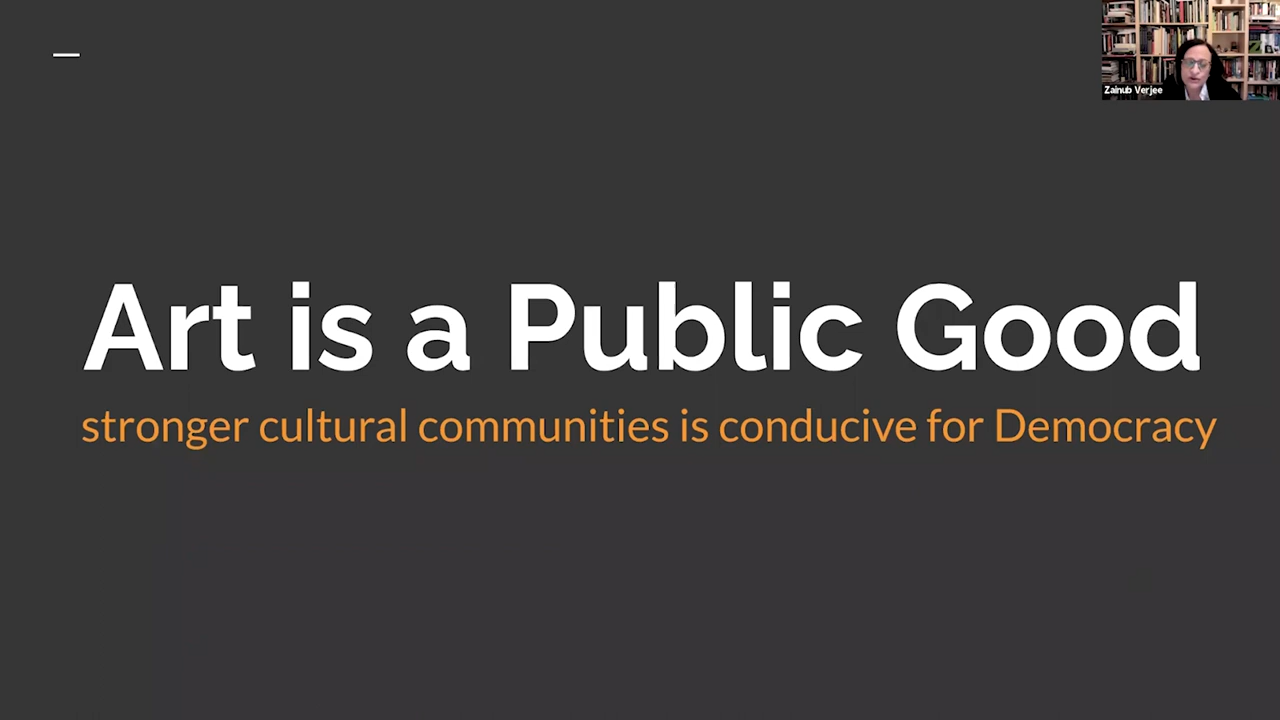 Zainub Verjee
Art is a Public Good
stronger cultural communities is conducive for Democracy